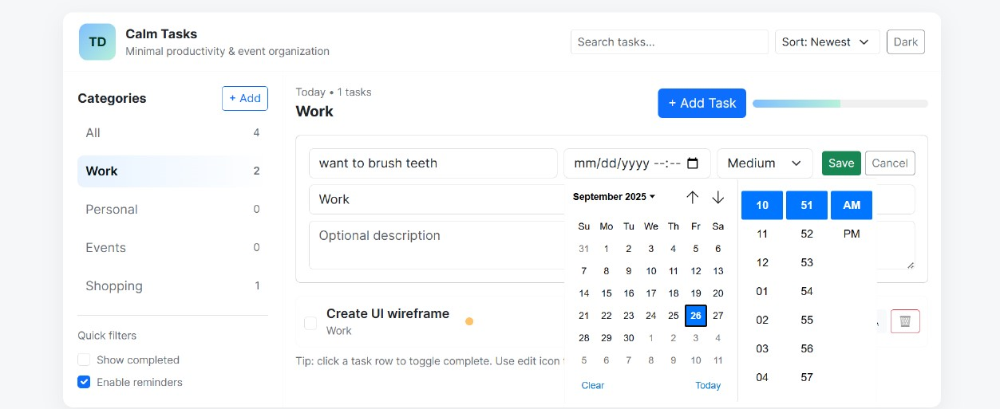 TD
Calm Tasks
Minimal productivity & event organization
Search tasks...
Sort: Newest
Dark
Categories
+ Add
All 4
Work 2
Personal 0
Events 0
Shopping 1
Quick filters
Show completed
Enable reminders
Today • 1 tasks
Work
+ Add Task
want to brush teeth
mm/dd/yyyy --:--
Medium
Save
Cancel
Work
Optional description
September 2025
Su Mo Tu We Th Fr Sa
31 1 2 3 4 5 6
7 8 9 10 11 12 13
14 15 16 17 18 19 20
21 22 23 24 25 26 27
28 29 30 1 2 3 4
5 6 7 8 9 10 11
Clear Today
10 51 AM
11 52 PM
12 53
01 54
02 55
03 56
04 57
Create UI wireframe
Work
Tip: click a task row to toggle complete. Use edit icon